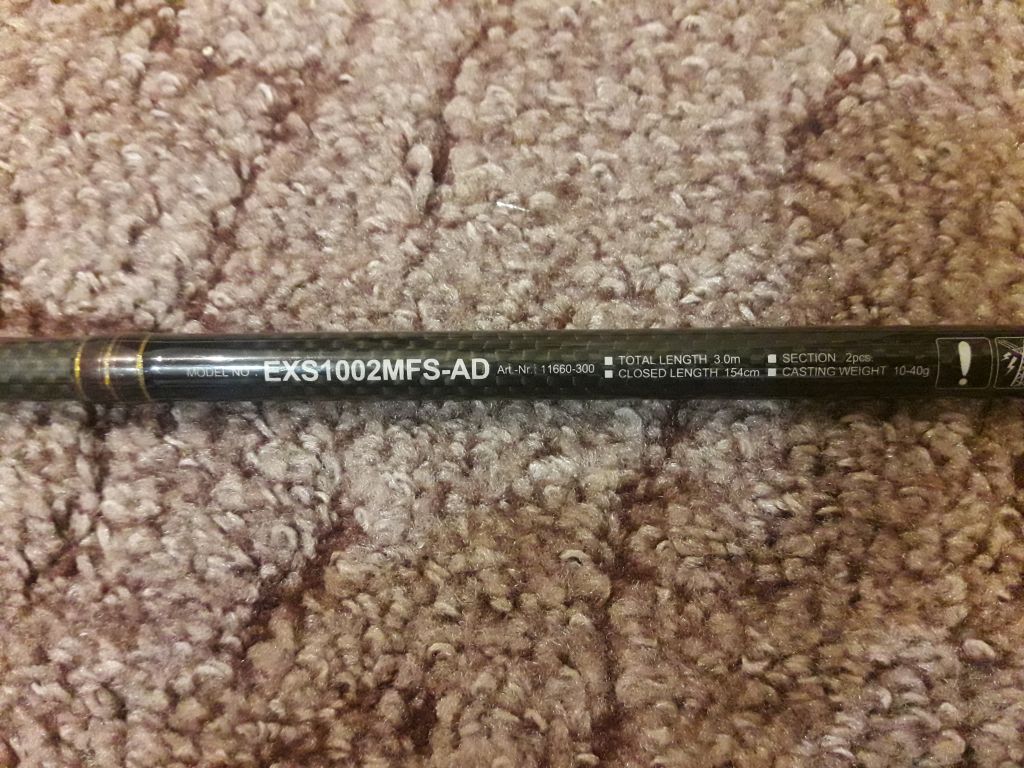 MODEL NO EXS1002MFS-AD Art.-Nr.: 11660-300
■ TOTAL LENGTH 3.0m ■ SECTION 2pcs.
■ CLOSED LENGTH 154cm ■ CASTING WEIGHT 10-40g